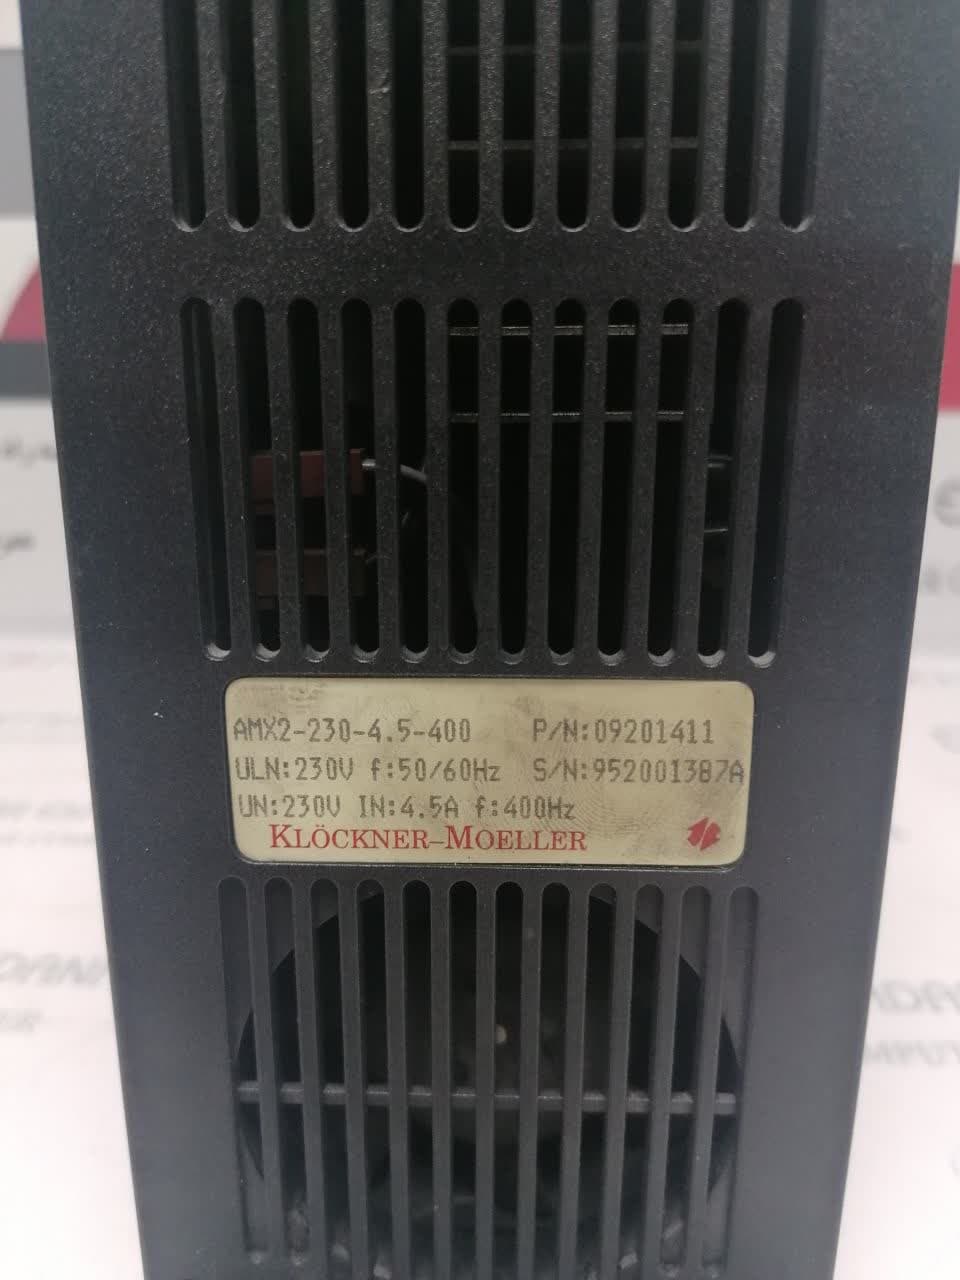 AMX2-230-4.5-400 P/N:09201411
ULN:230V f:50/60Hz S/N:952001387A
UN:230V IN:4.5A f:400Hz
KLÖCKNER-MOELLER